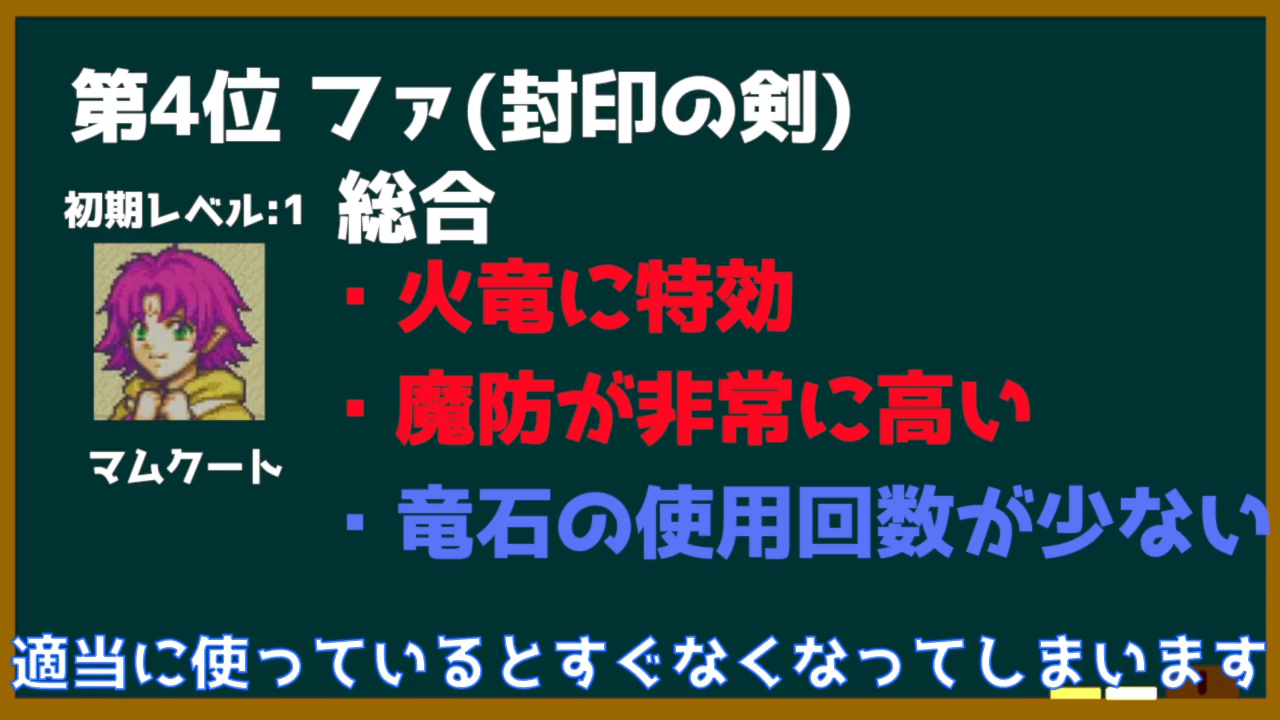 第4位 ファ(封印の剣)
初期レベル:1
総合
・火竜に特効
・魔防が非常に高い
マムクート
・竜石の使用回数が少ない
適当に使っているとすぐなくなってしまいます